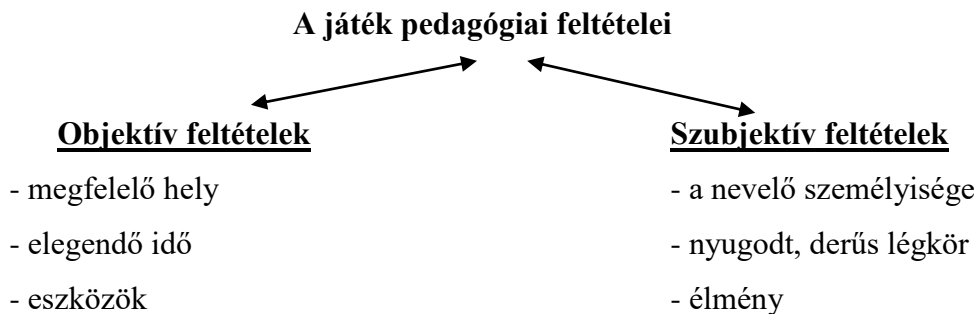 A játék pedagógiai feltételei
Objektív feltételek
- megfelelő hely
- elegendő idő
- eszközök
Szubjektív feltételek
- a nevelő személyisége
- nyugodt, derűs légkör
- élmény